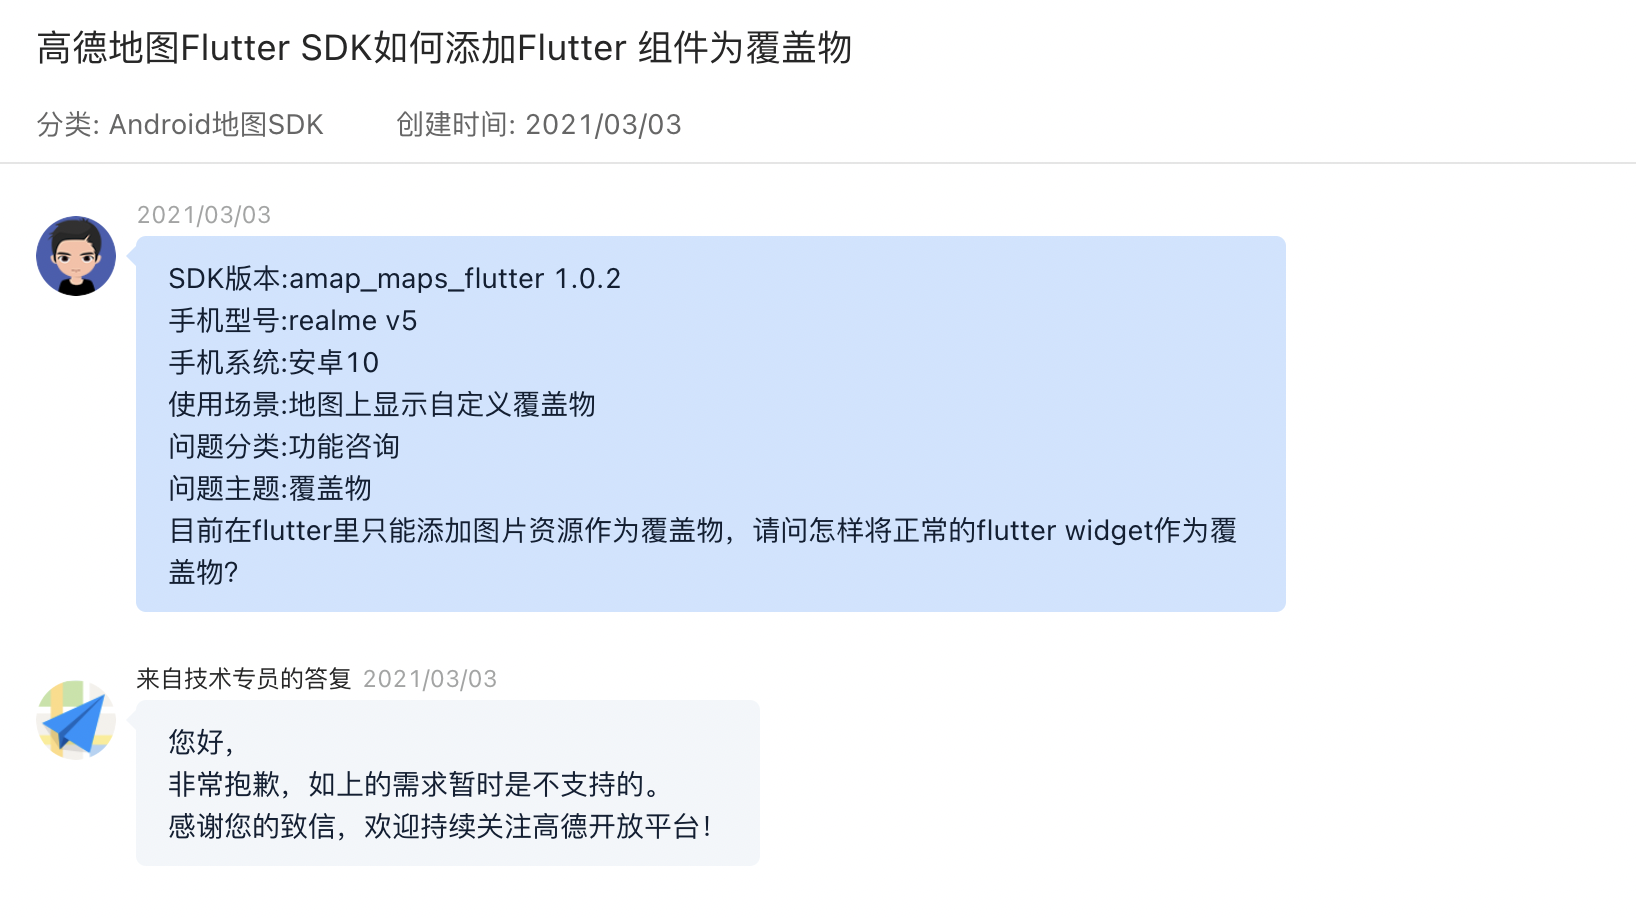 高德地图Flutter SDK如何添加Flutter 组件为覆盖物
分类: Android地图SDK 创建时间: 2021/03/03
2021/03/03
SDK版本:amap_maps_flutter 1.0.2
手机型号:realme v5
手机系统:安卓10
使用场景:地图上显示自定义覆盖物
问题分类:功能咨询
问题主题:覆盖物
目前在flutter里只能添加图片资源作为覆盖物，请问怎样将正常的flutter widget作为覆
盖物?
来自技术专员的答复 2021/03/03
您好，
非常抱歉，如上的需求暂时是不支持的。
感谢您的致信，欢迎持续关注高德开放平台！